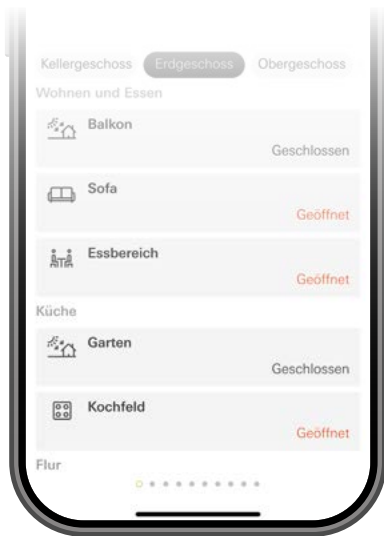 Kellergeschoss Erdgeschoss Obergeschoss
Wohnen und Essen
Balkon
Geschlossen
Sofa
Geöffnet
Essbereich
Geöffnet
Küche
Garten
Geschlossen
Kochfeld
Geöffnet
Flur